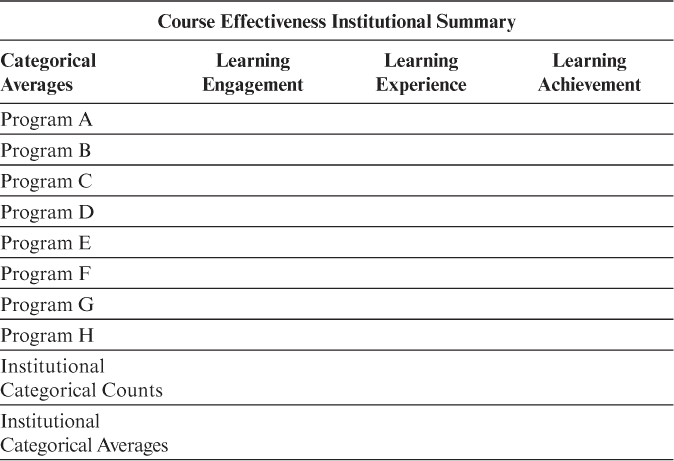 Course Effectiveness Institutional Summary
Categorical Averages
Learning Engagement
Learning Experience
Learning Achievement
Program A
Program B
Program C
Program D
Program E
Program F
Program G
Program H
Institutional
Categorical Counts
Institutional
Categorical Averages